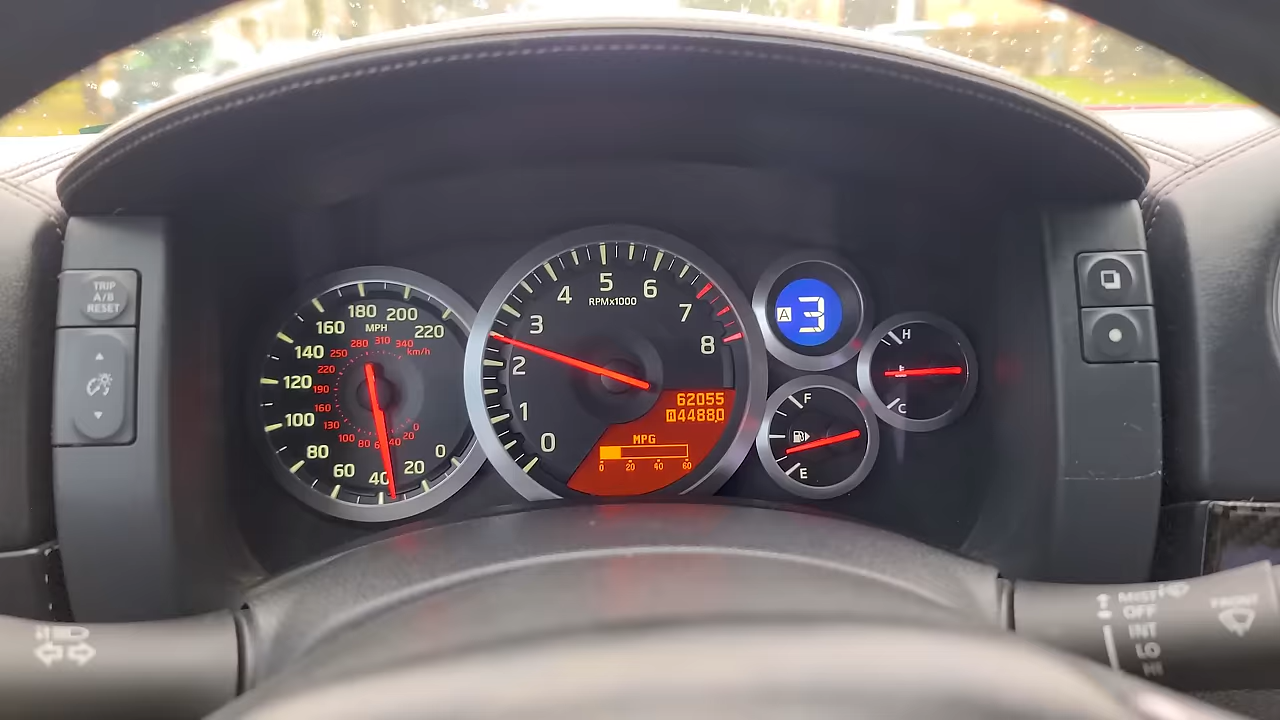 TRIP
A/B
RESET
0
20
40
60
80
100
120
140
160
180
200
220
MPH
km/h
0
20
40
60
80
100
130
160
190
220
250
280
310
340
0
1
2
3
4
5
6
7
8
RPMx1000
62055
MPG
0 20 40 60
A 3
F
E
H
C
MIST
OFF
INT
LO
HI
FRONT